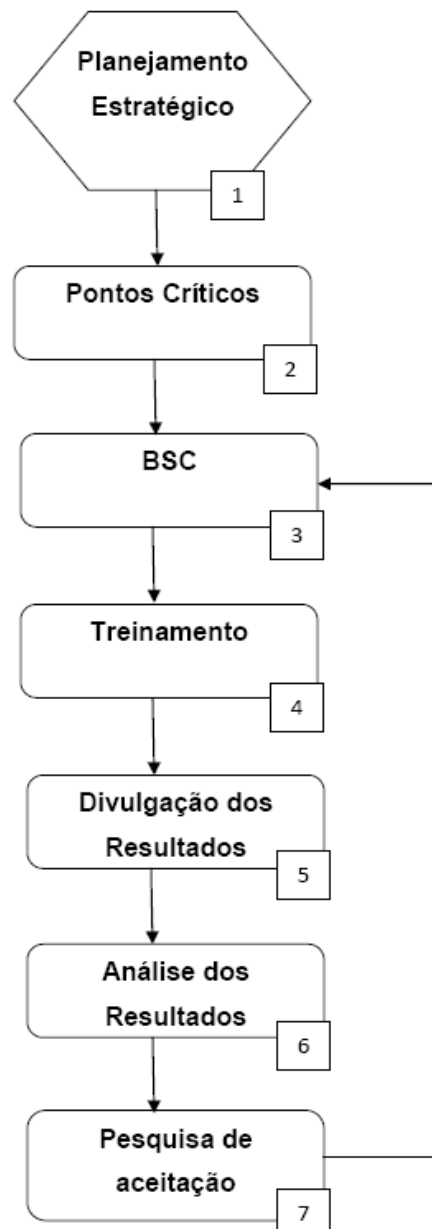 Planejamento
Estratégico
1
Pontos Críticos
2
BSC
3
Treinamento
4
Divulgação dos
Resultados
5
Análise dos
Resultados
6
Pesquisa de
aceitação
7